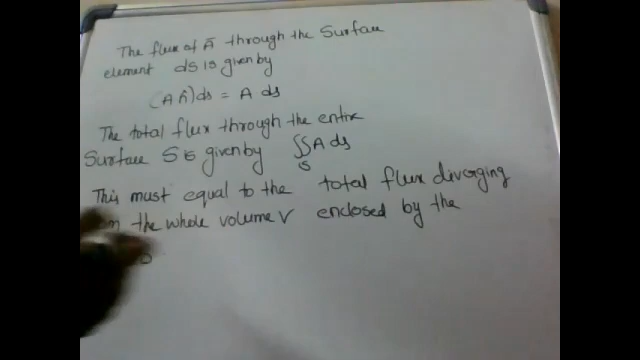 The flux of Ā through the Surface
element ds is given by
(A n̂)ds = A ds
The total flux through the entire
Surface S is given by ∬ₛ A ds
This must equal to the total flux diverging
the whole volume V enclosed by the